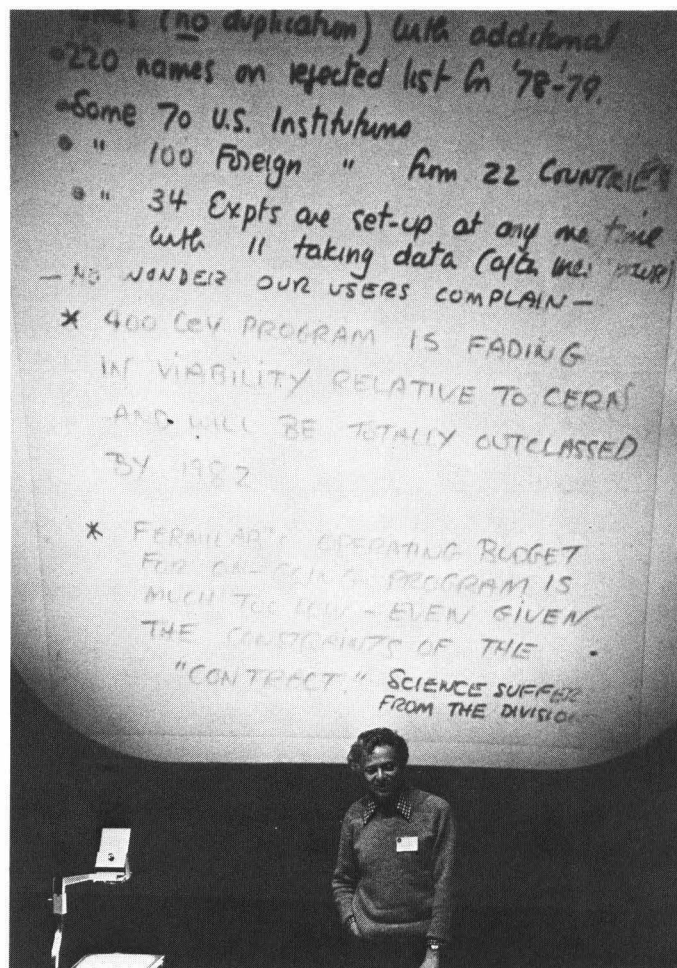 (no duplication) with additional
•220 names on rejected list in '78-'79.
•Some 70 U.S. Institutions
• " 100 Foreign " from 22 COUNTRIES
• " 34 Expts are set-up at any one time
with 11 taking data (after
— NO WONDER OUR USERS COMPLAIN —
* 400 GeV PROGRAM IS FADING
IN VIABILITY RELATIVE TO CERN
AND WILL BE TOTALLY OUTCLASSED
BY 1982
* FERMILAB'S OPERATING BUDGET
FOR ON-GOING PROGRAM IS
MUCH TOO LOW - EVEN GIVEN
THE CONSTRAINTS OF THE
"CONTRACT." SCIENCE SUFFERS
FROM THE DIVISION